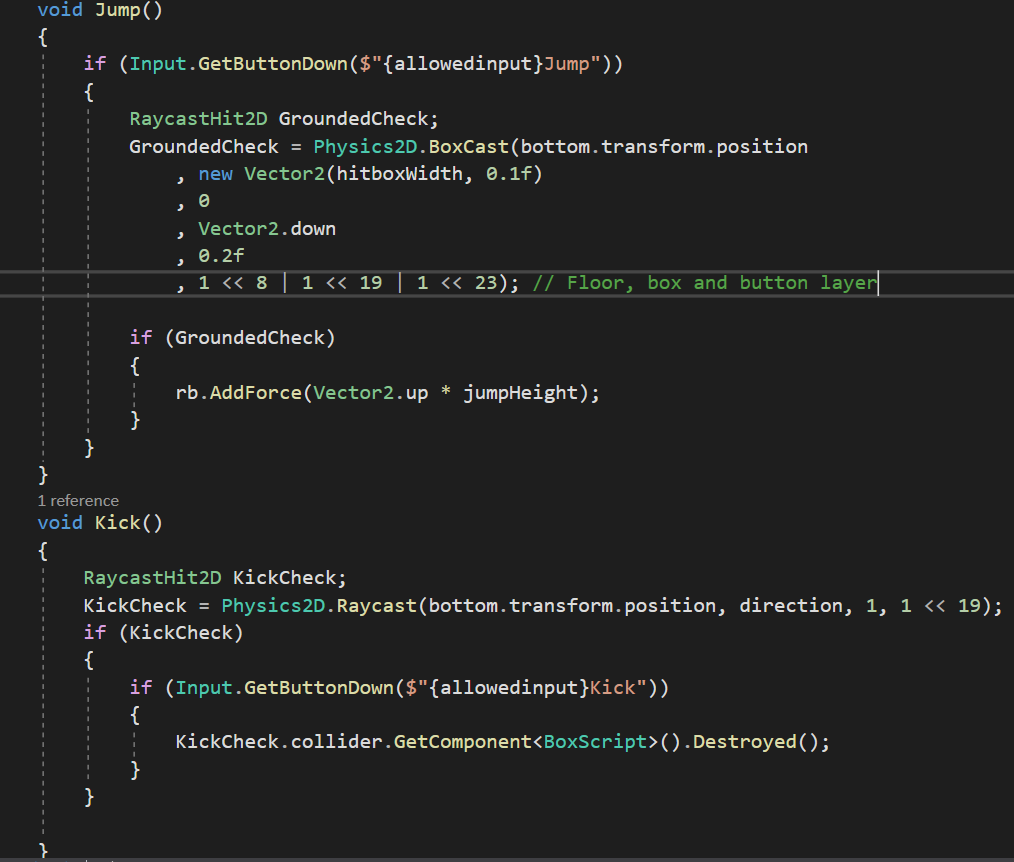 void Jump()
{
if (Input.GetButtonDown($"{allowedinput}Jump"))
{
RaycastHit2D GroundedCheck;
GroundedCheck = Physics2D.BoxCast(bottom.transform.position
, new Vector2(hitboxWidth, 0.1f)
, 0
, Vector2.down
, 0.2f
, 1 << 8 | 1 << 19 | 1 << 23); // Floor, box and button layer
if (GroundedCheck)
{
rb.AddForce(Vector2.up * jumpHeight);
}
}
}
1 reference
void Kick()
{
RaycastHit2D KickCheck;
KickCheck = Physics2D.Raycast(bottom.transform.position, direction, 1, 1 << 19);
if (KickCheck)
{
if (Input.GetButtonDown($"{allowedinput}Kick"))
{
KickCheck.collider.GetComponent<BoxScript>().Destroyed();
}
}
}